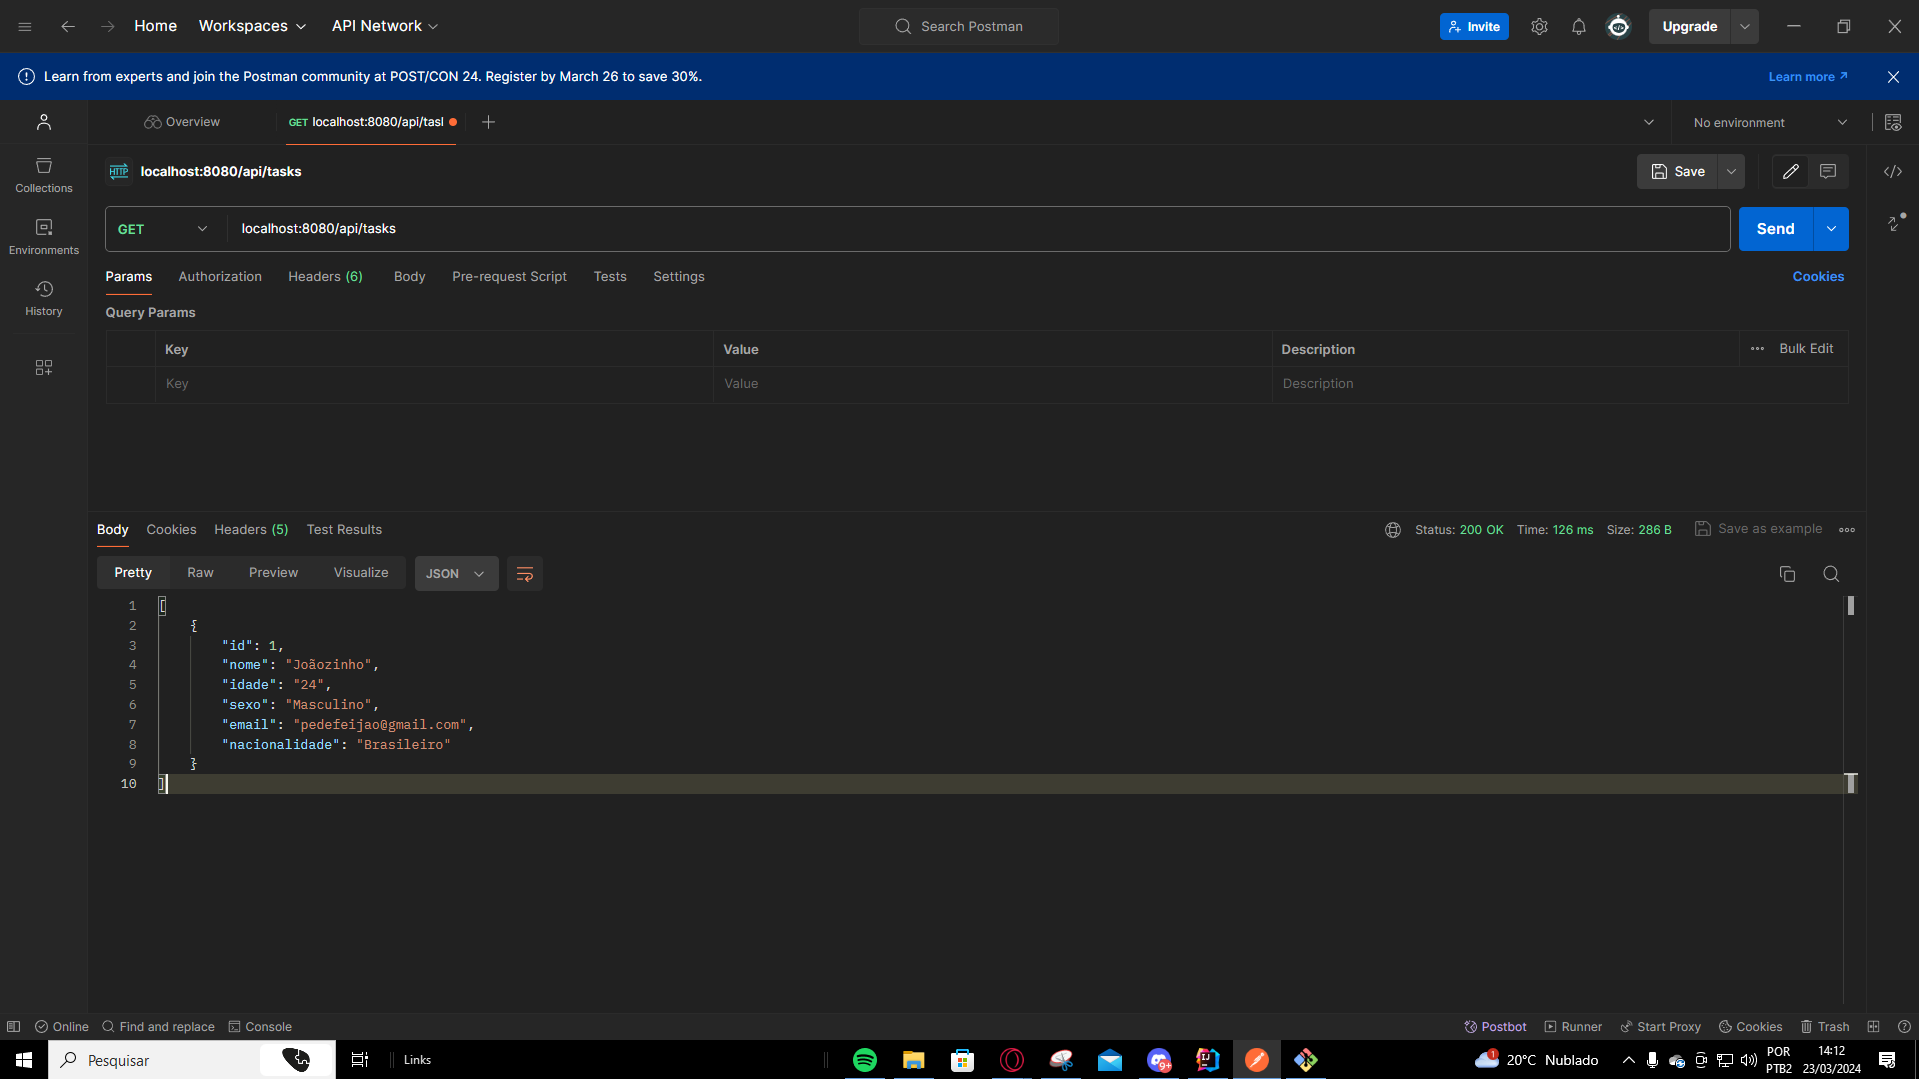 Home Workspaces API Network Search Postman Invite Upgrade
Learn from experts and join the Postman community at POST/CON 24. Register by March 26 to save 30%. Learn more
Overview GET localhost:8080/api/tasl No environment
HTTP localhost:8080/api/tasks Save
Collections
GET localhost:8080/api/tasks Send
Environments
Params Authorization Headers (6) Body Pre-request Script Tests Settings Cookies
History
Query Params
Key Value Description Bulk Edit
Key Value Description
Body Cookies Headers (5) Test Results Status: 200 OK Time: 126 ms Size: 286 B Save as example
Pretty Raw Preview Visualize JSON
1 [
2 {
3 "id": 1,
4 "nome": "Joãozinho",
5 "idade": "24",
6 "sexo": "Masculino",
7 "email": "pedefeijao@gmail.com",
8 "nacionalidade": "Brasileiro"
9 }
10 ]
Online Find and replace Console Postbot Runner Start Proxy Cookies Trash
Pesquisar Links 9+ IJ 1 20°C Nublado POR 14:12
PTB2 23/03/2024